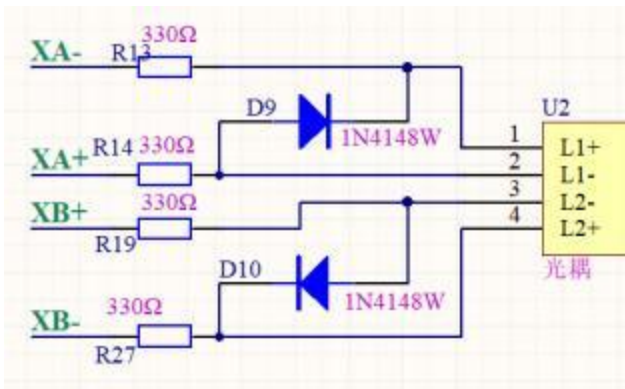 330Ω
XA-
R13
D9
U2
1N4148W
1
L1+
XA+
R14
330Ω
2
L1-
330Ω
3
L2-
XB+
4
L2+
R19
D10
光耦
330Ω
1N4148W
XB-
R27